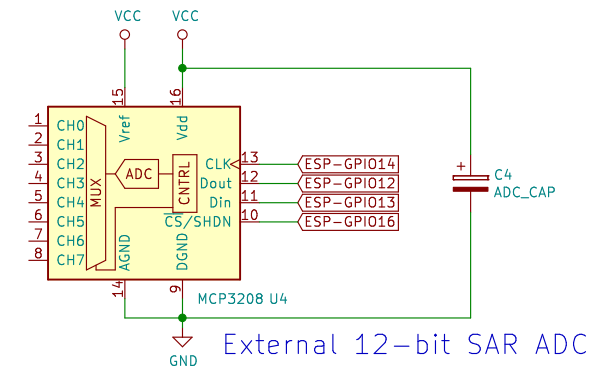 VCC VCC
15 16
Vref Vdd
1 CH0
2 CH1
3 CH2
4 CH3
5 CH4
6 CH5
7 CH6
8 CH7
MUX
ADC
CNTRL
CLK 13 ESP-GPIO14
Dout 12 ESP-GPIO12
Din 11 ESP-GPIO13
CS/SHDN 10 ESP-GPIO16
AGND DGND
14 9
MCP3208 U4
+
C4
ADC_CAP
GND
External 12-bit SAR ADC